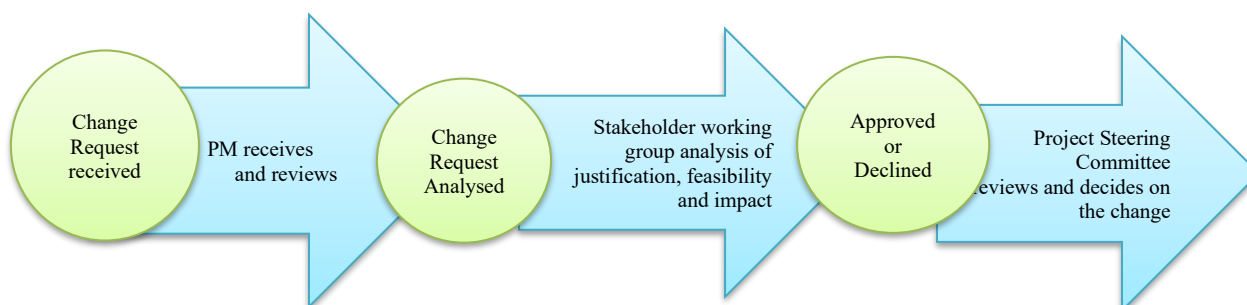 Change
Request
received
PM receives
and reviews
Change
Request
Analysed
Stakeholder working
group analysis of
justification, feasibility
and impact
Approved
or
Declined
Project Steering
Committee
reviews and decides on
the change